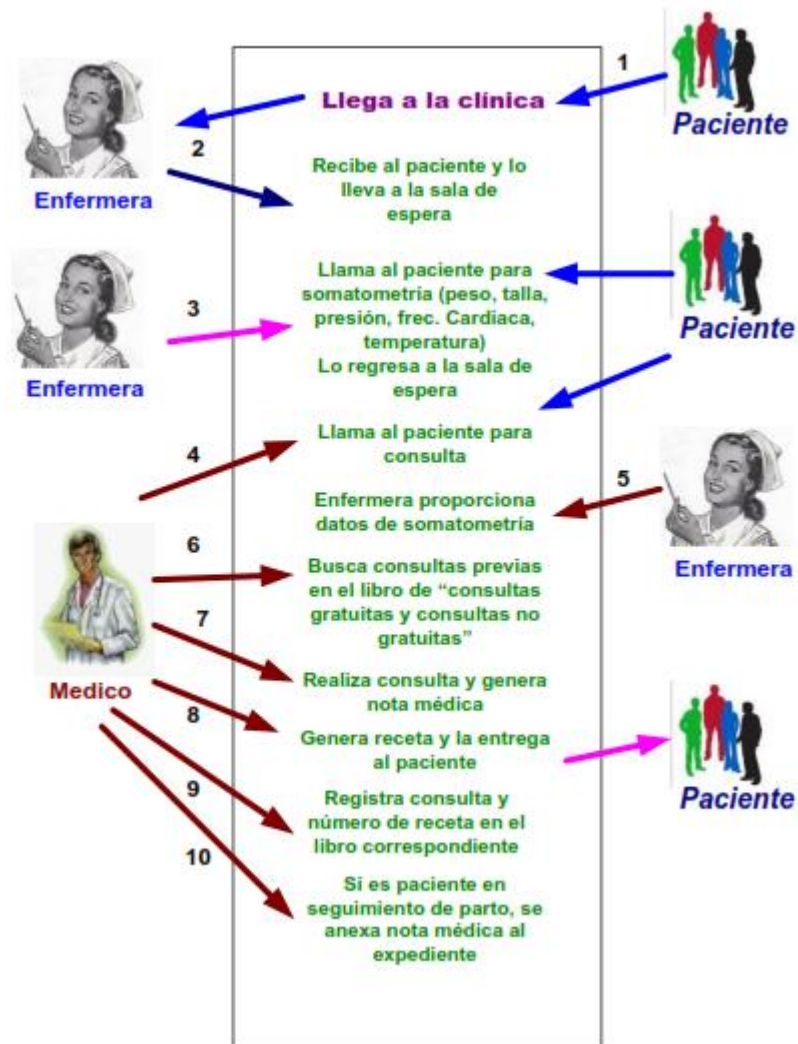 1
Llega a la clínica
Paciente
2
Enfermera
Recibe al paciente y lo
lleva a la sala de
espera
3
Enfermera
Llama al paciente para
somatometria (peso, talla,
presión, frec. Cardiaca,
temperatura)
Lo regresa a la sala de
espera
Paciente
4
Llama al paciente para
consulta
5
Enfermera proporciona
datos de somatometría
Enfermera
6
Busca consultas previas
en el libro de “consultas
gratuitas y consultas no
gratuitas”
7
Medico
Realiza consulta y genera
nota médica
8
Genera receta y la entrega
al paciente
Paciente
9
Registra consulta y
número de receta en el
libro correspondiente
10
Si es paciente en
seguimiento de parto, se
anexa nota médica al
expediente